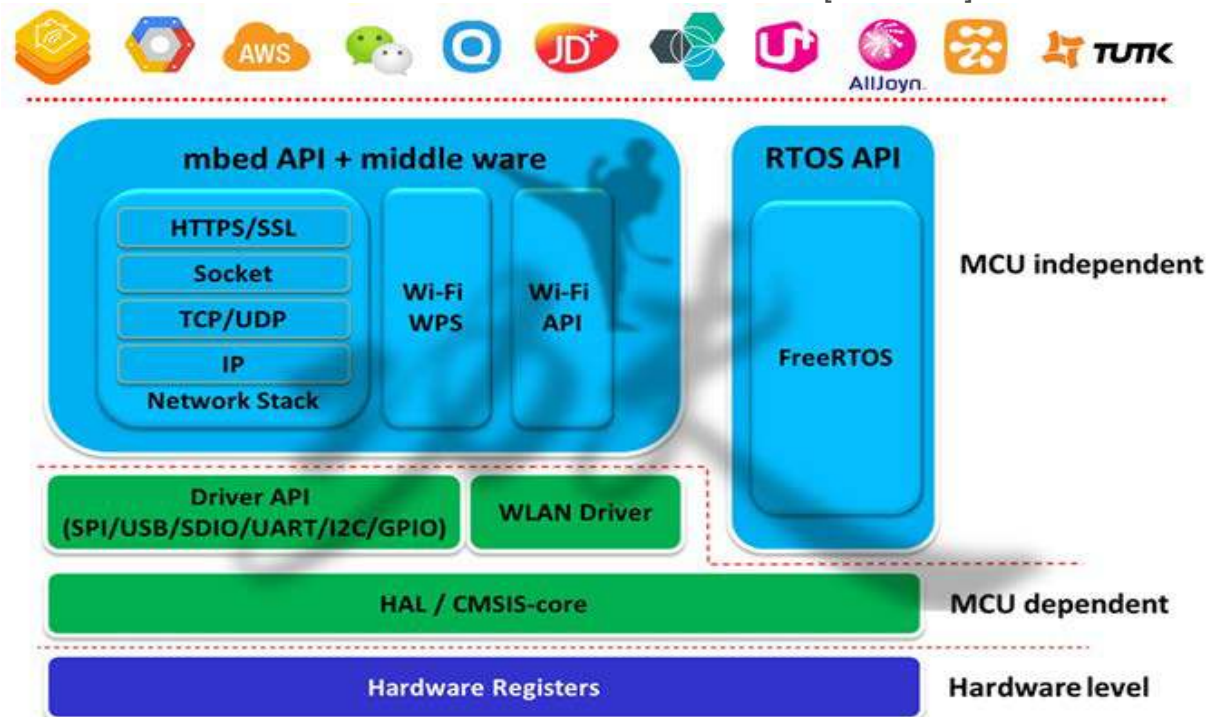 AWS
Q
JD+
U+
AllJoyn.
TUTK
mbed API + middle ware
RTOS API
HTTPS/SSL
Socket
TCP/UDP
IP
Network Stack
Wi-Fi
WPS
Wi-Fi
API
FreeRTOS
MCU independent
Driver API
(SPI/USB/SDIO/UART/I2C/GPIO)
WLAN Driver
HAL / CMSIS-core
MCU dependent
Hardware Registers
Hardware level